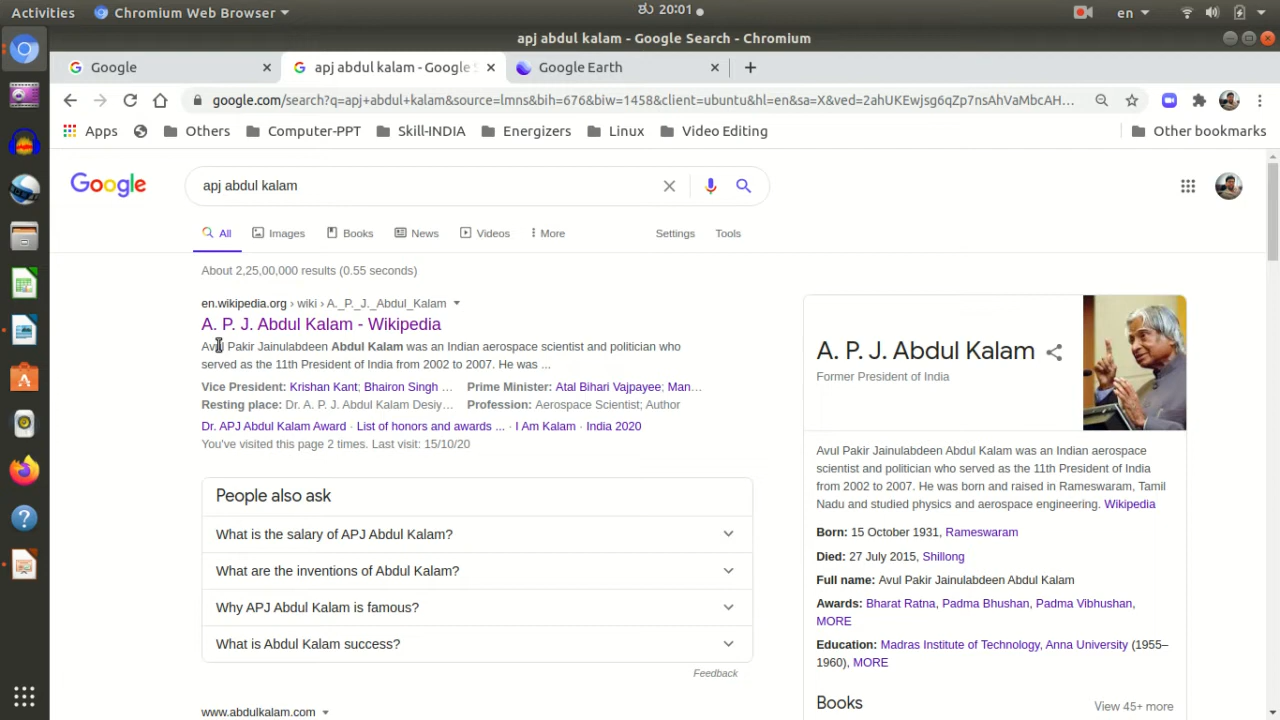 Activities
Chromium Web Browser
20:01
en
apj abdul kalam - Google Search - Chromium
Google
apj abdul kalam - Google S
Google Earth
google.com/search?q=apj+abdul+kalam&source=lmns&bih=676&biw=1458&client=ubuntu&hl=en&sa=X&ved=2ahUKEwjsg6qZp7nsAhVaMbcAH...
Apps
Others
Computer-PPT
Skill-INDIA
Energizers
Linux
Video Editing
Other bookmarks
Google
apj abdul kalam
All
Images
Books
News
Videos
More
Settings
Tools
About 2,25,00,000 results (0.55 seconds)
en.wikipedia.org › wiki › A._P._J._Abdul_Kalam
A. P. J. Abdul Kalam - Wikipedia
Avul Pakir Jainulabdeen Abdul Kalam was an Indian aerospace scientist and politician who
served as the 11th President of India from 2002 to 2007. He was ...
Vice President: Krishan Kant; Bhairon Singh ...
Prime Minister: Atal Bihari Vajpayee; Man...
Resting place: Dr. A. P. J. Abdul Kalam Desiy...
Profession: Aerospace Scientist; Author
Dr. APJ Abdul Kalam Award · List of honors and awards ... · I Am Kalam · India 2020
You've visited this page 2 times. Last visit: 15/10/20
People also ask
What is the salary of APJ Abdul Kalam?
What are the inventions of Abdul Kalam?
Why APJ Abdul Kalam is famous?
What is Abdul Kalam success?
Feedback
www.abdulkalam.com
A. P. J. Abdul Kalam
Former President of India
Avul Pakir Jainulabdeen Abdul Kalam was an Indian aerospace
scientist and politician who served as the 11th President of India
from 2002 to 2007. He was born and raised in Rameswaram, Tamil
Nadu and studied physics and aerospace engineering. Wikipedia
Born: 15 October 1931, Rameswaram
Died: 27 July 2015, Shillong
Full name: Avul Pakir Jainulabdeen Abdul Kalam
Awards: Bharat Ratna, Padma Bhushan, Padma Vibhushan,
MORE
Education: Madras Institute of Technology, Anna University (1955–
1960), MORE
Books
View 45+ more